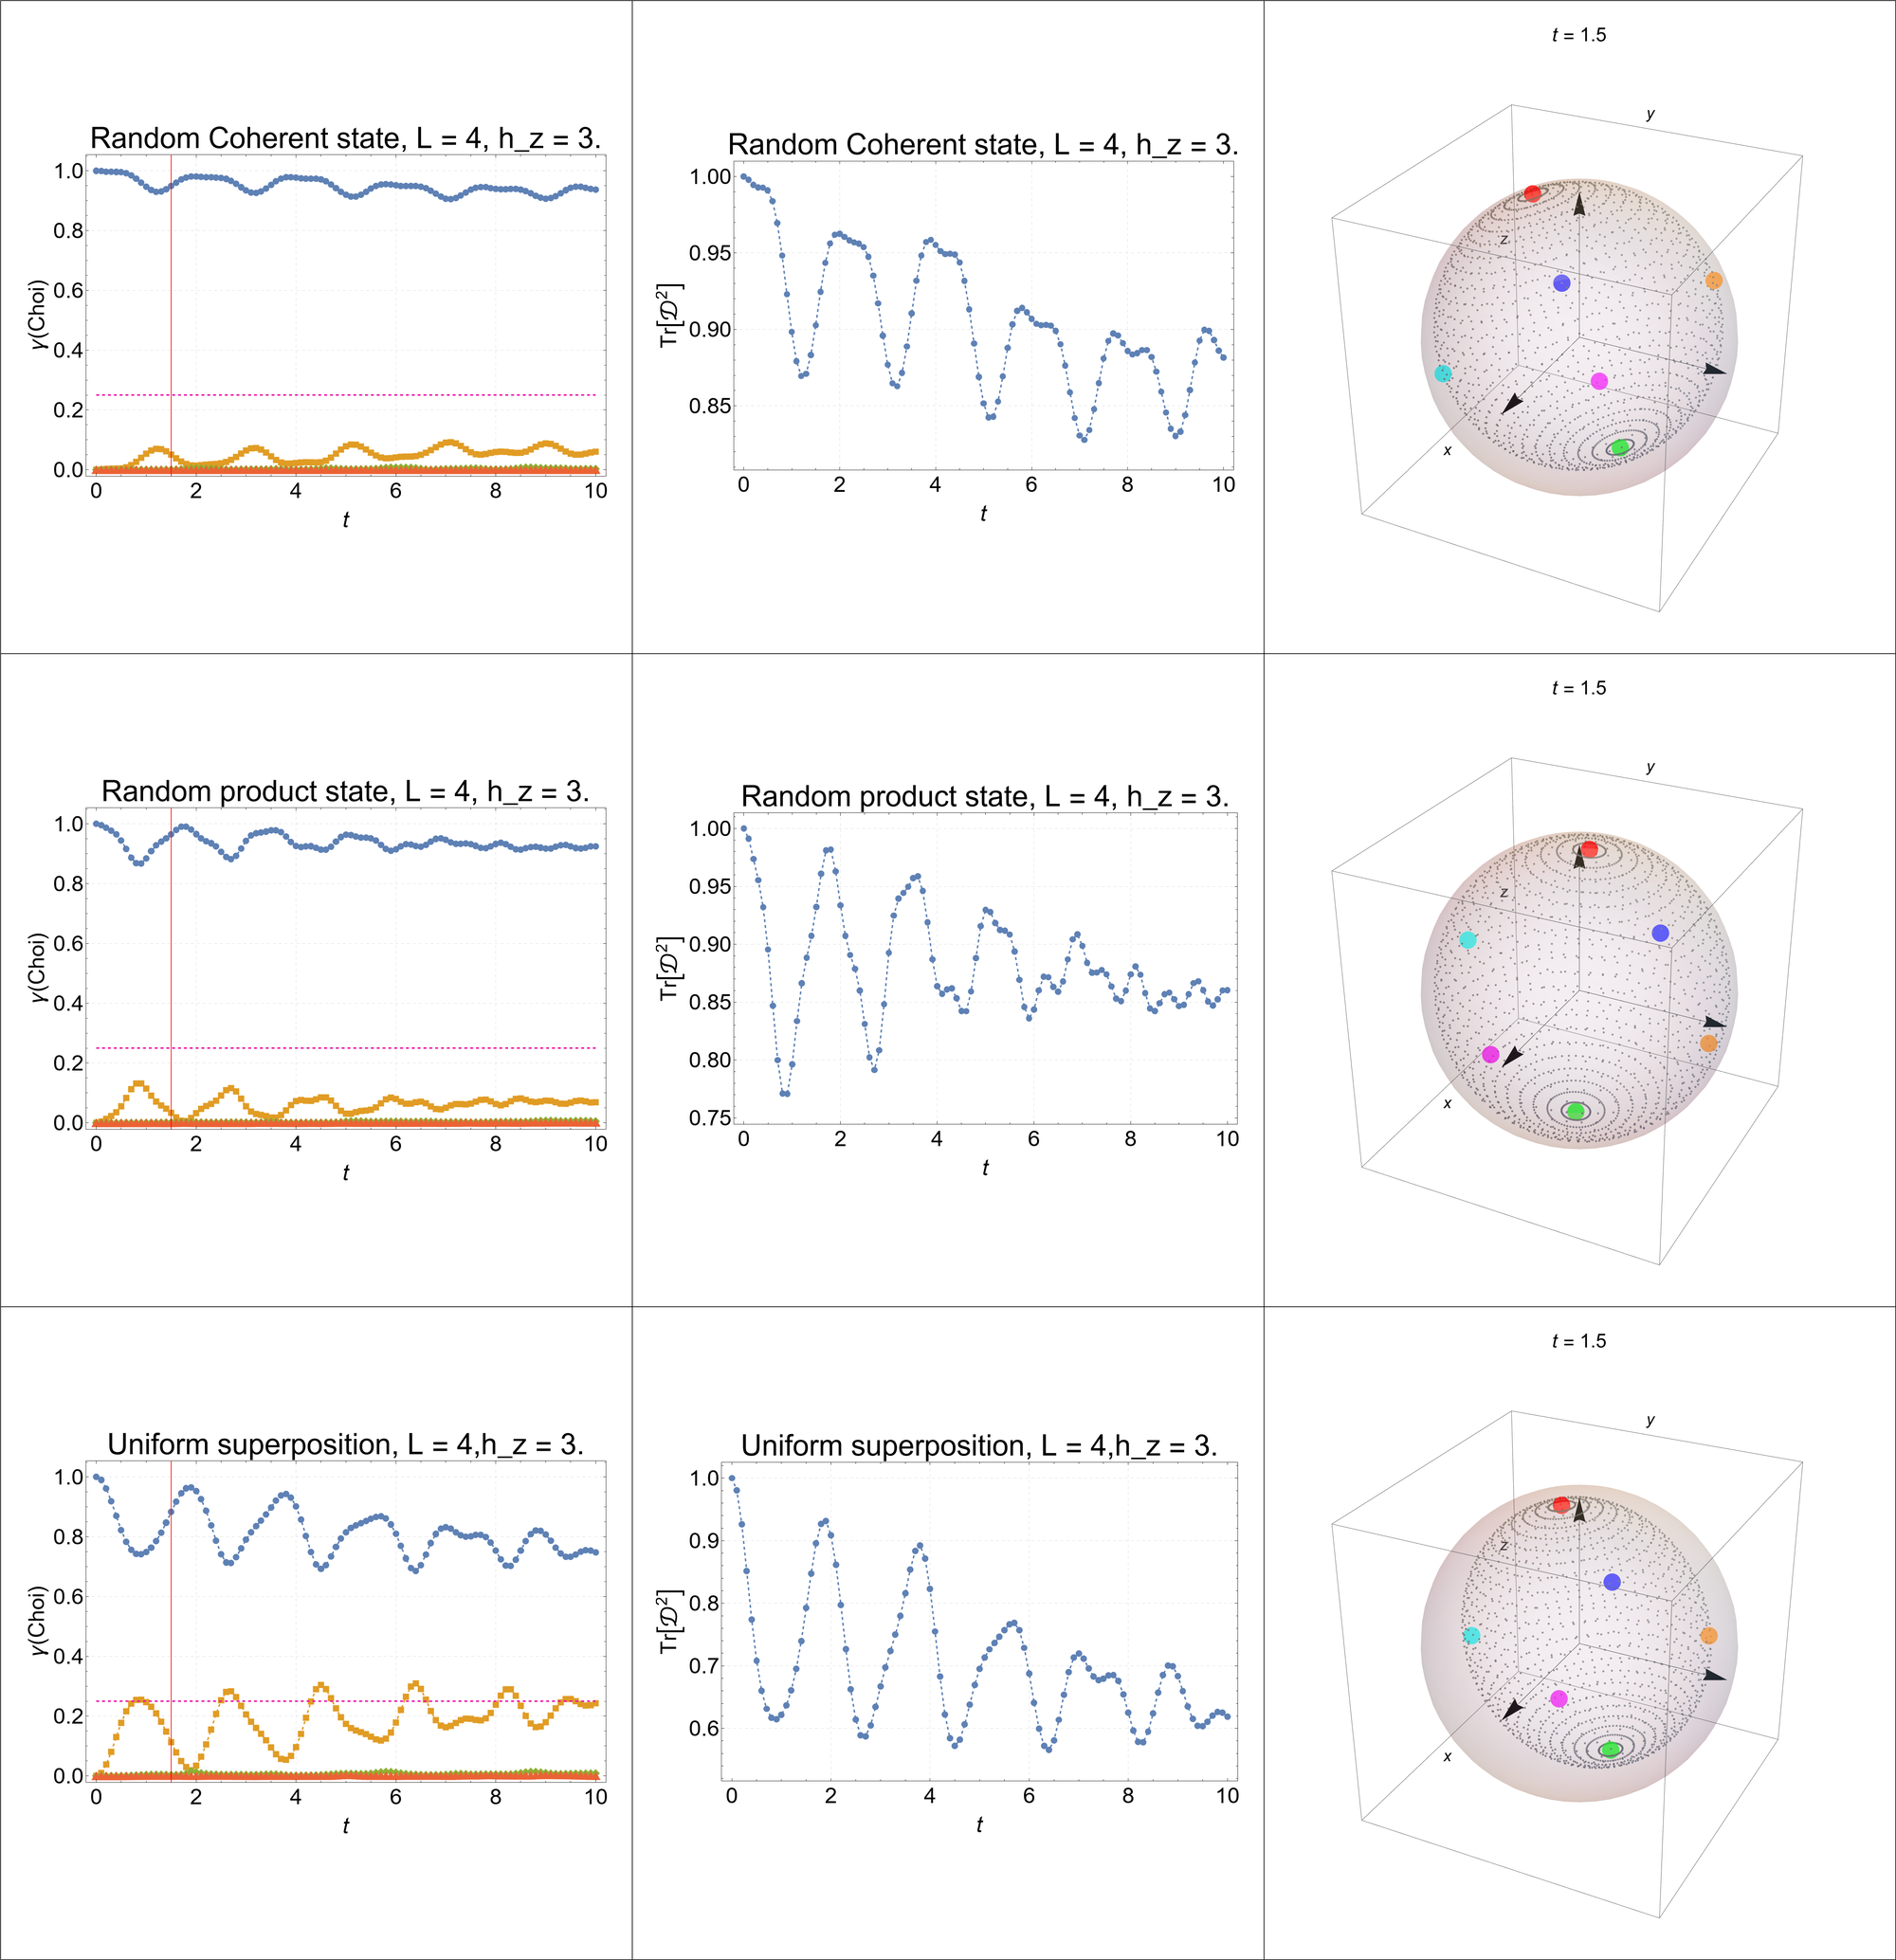 t = 1.5
Random Coherent state, L = 4, h_z = 3.
Random Coherent state, L = 4, h_z = 3.
y
1.0
0.8
0.6
0.4
0.2
0.0
γ(Choi)
0 2 4 6 8 10
t
1.00
0.95
0.90
0.85
Tr[𝒟²]
0 2 4 6 8 10
t
z
x
t = 1.5
Random product state, L = 4, h_z = 3.
Random product state, L = 4, h_z = 3.
y
1.0
0.8
0.6
0.4
0.2
0.0
γ(Choi)
0 2 4 6 8 10
t
1.00
0.95
0.90
0.85
0.80
0.75
Tr[𝒟²]
0 2 4 6 8 10
t
z
x
t = 1.5
Uniform superposition, L = 4,h_z = 3.
Uniform superposition, L = 4,h_z = 3.
y
1.0
0.8
0.6
0.4
0.2
0.0
γ(Choi)
0 2 4 6 8 10
t
1.0
0.9
0.8
0.7
0.6
Tr[𝒟²]
0 2 4 6 8 10
t
z
x